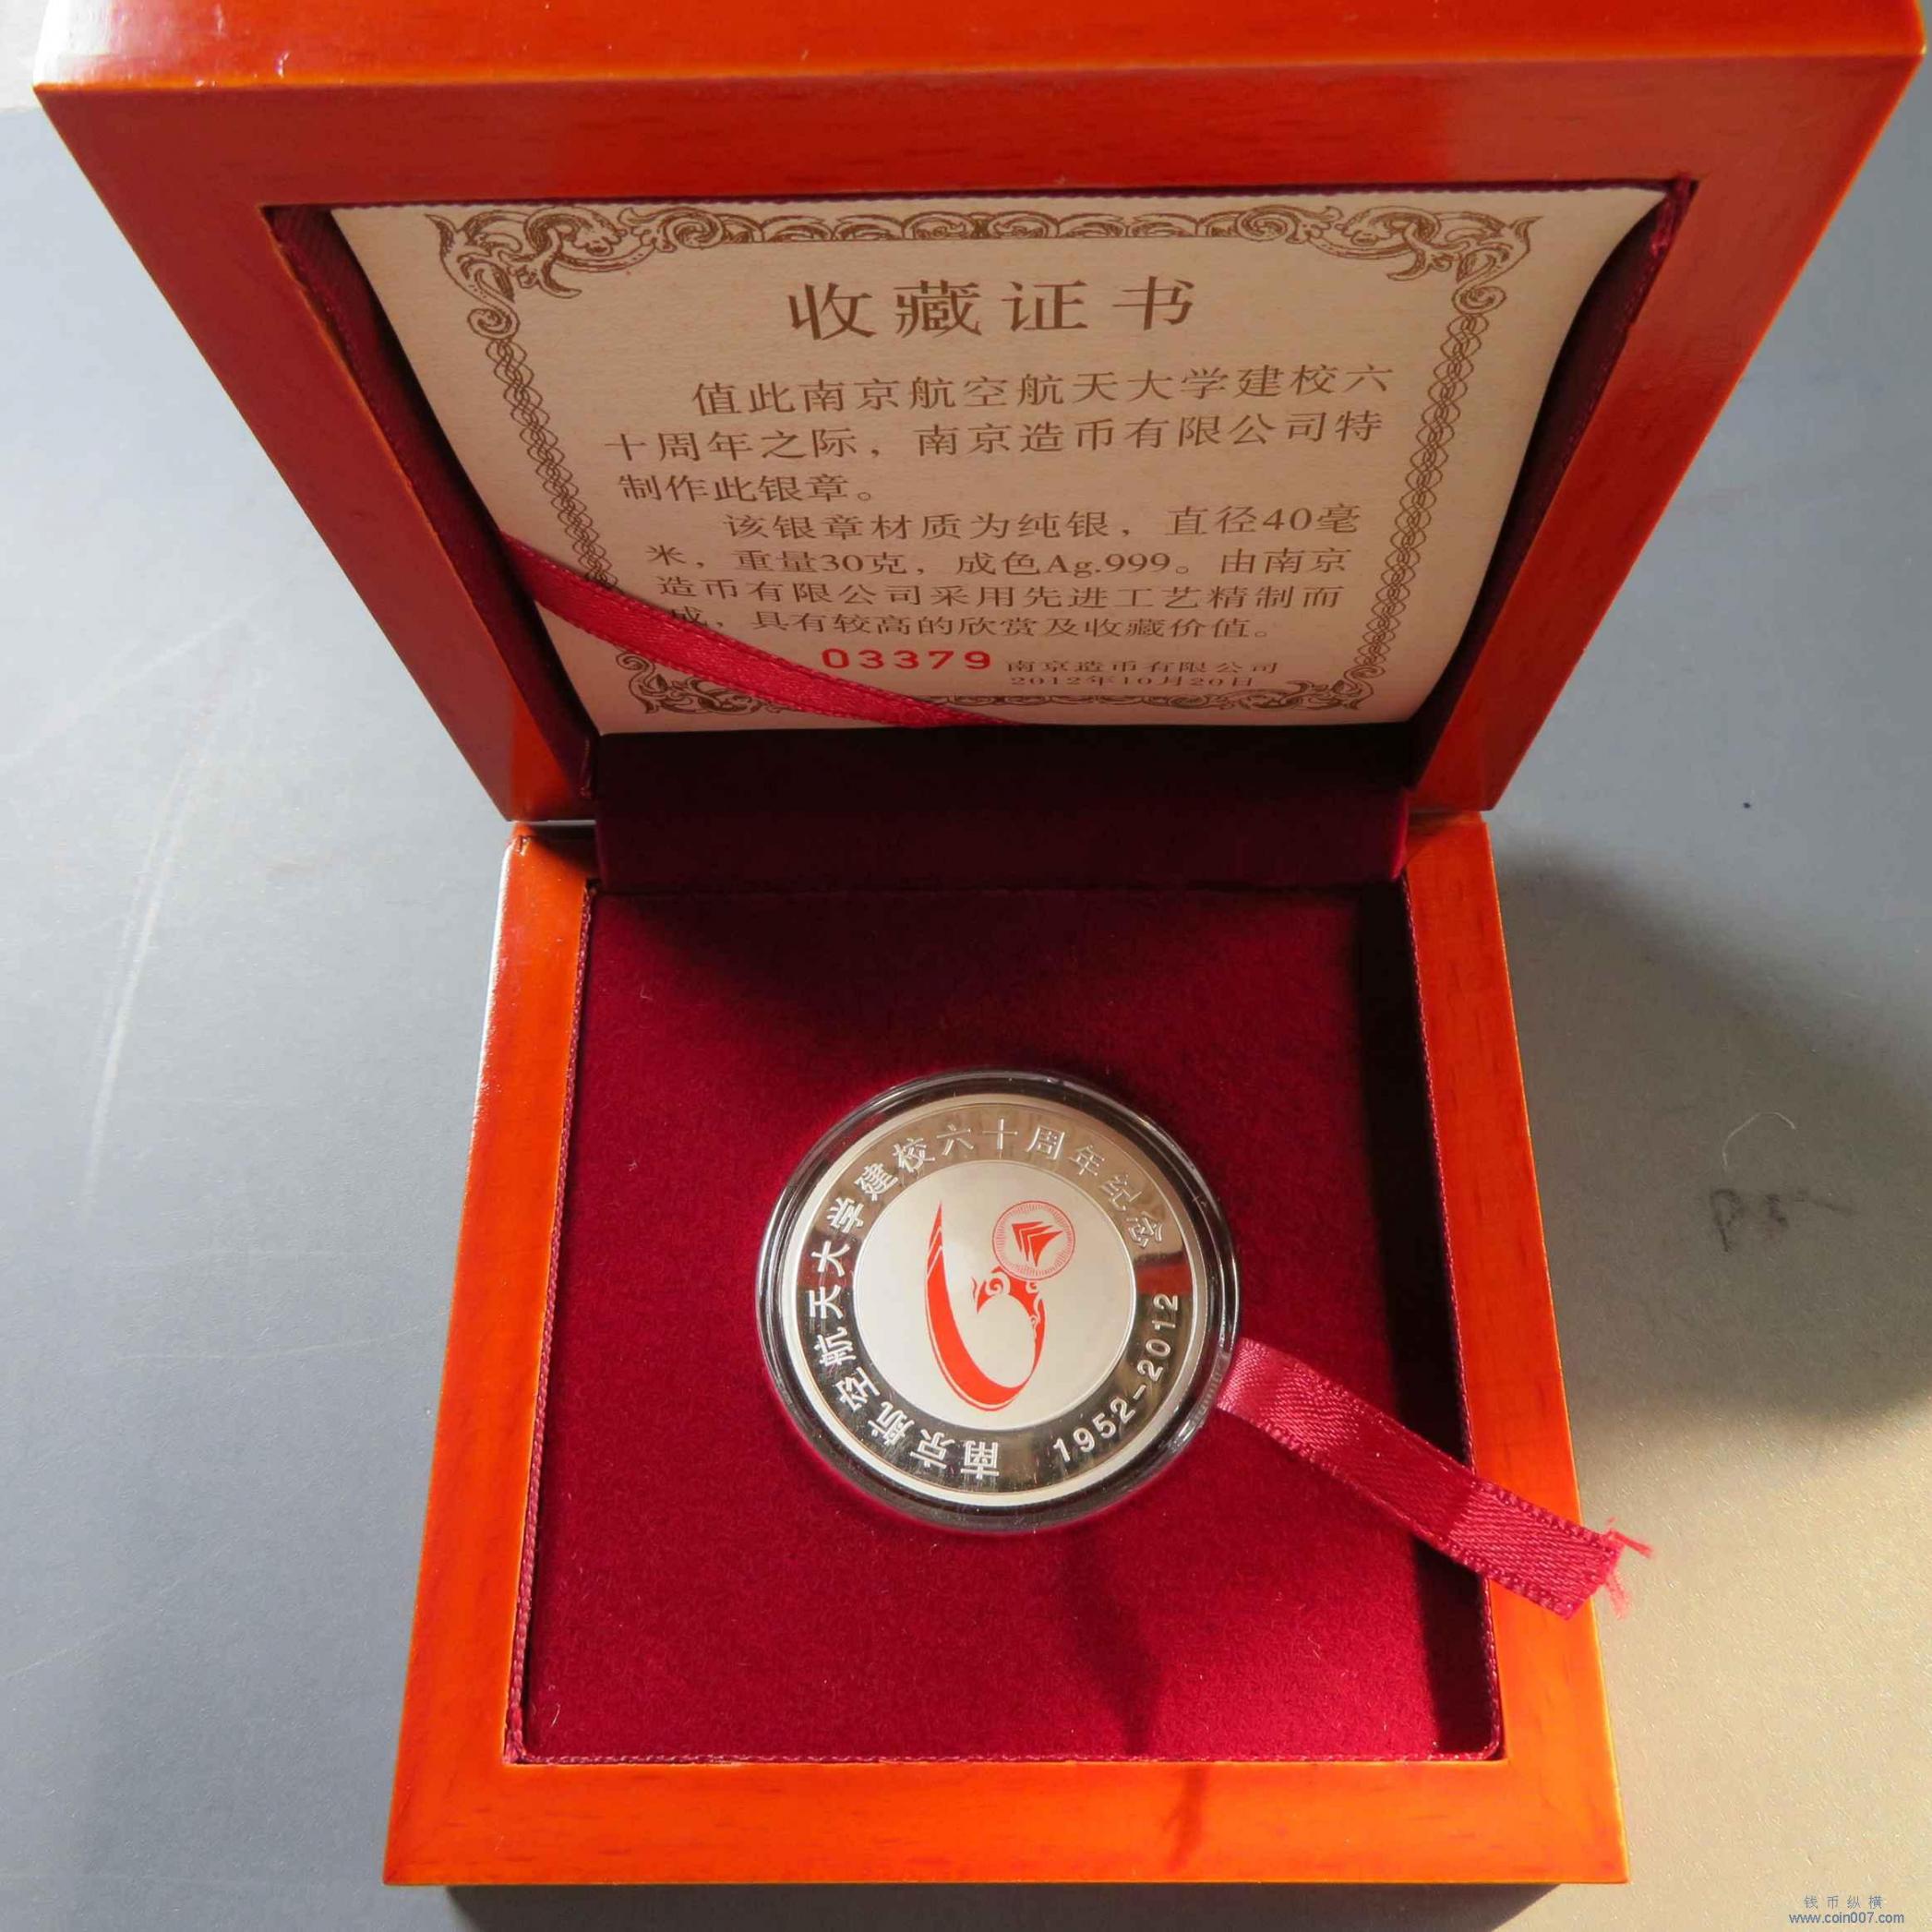 收藏证书
值此南京航空航天大学建校六
十周年之际，南京造币有限公司特
制作此银章。
该银章材质为纯银，直径40毫
米，重量30克，成色Ag.999。由南京
造币有限公司采用先进工艺精制而
成，具有较高的欣赏及收藏价值。
03379 南京造币有限公司
2012年10月20日
南京航空航天大学建校六十周年纪念
1952-2012
钱币纵横
www.coin007.com